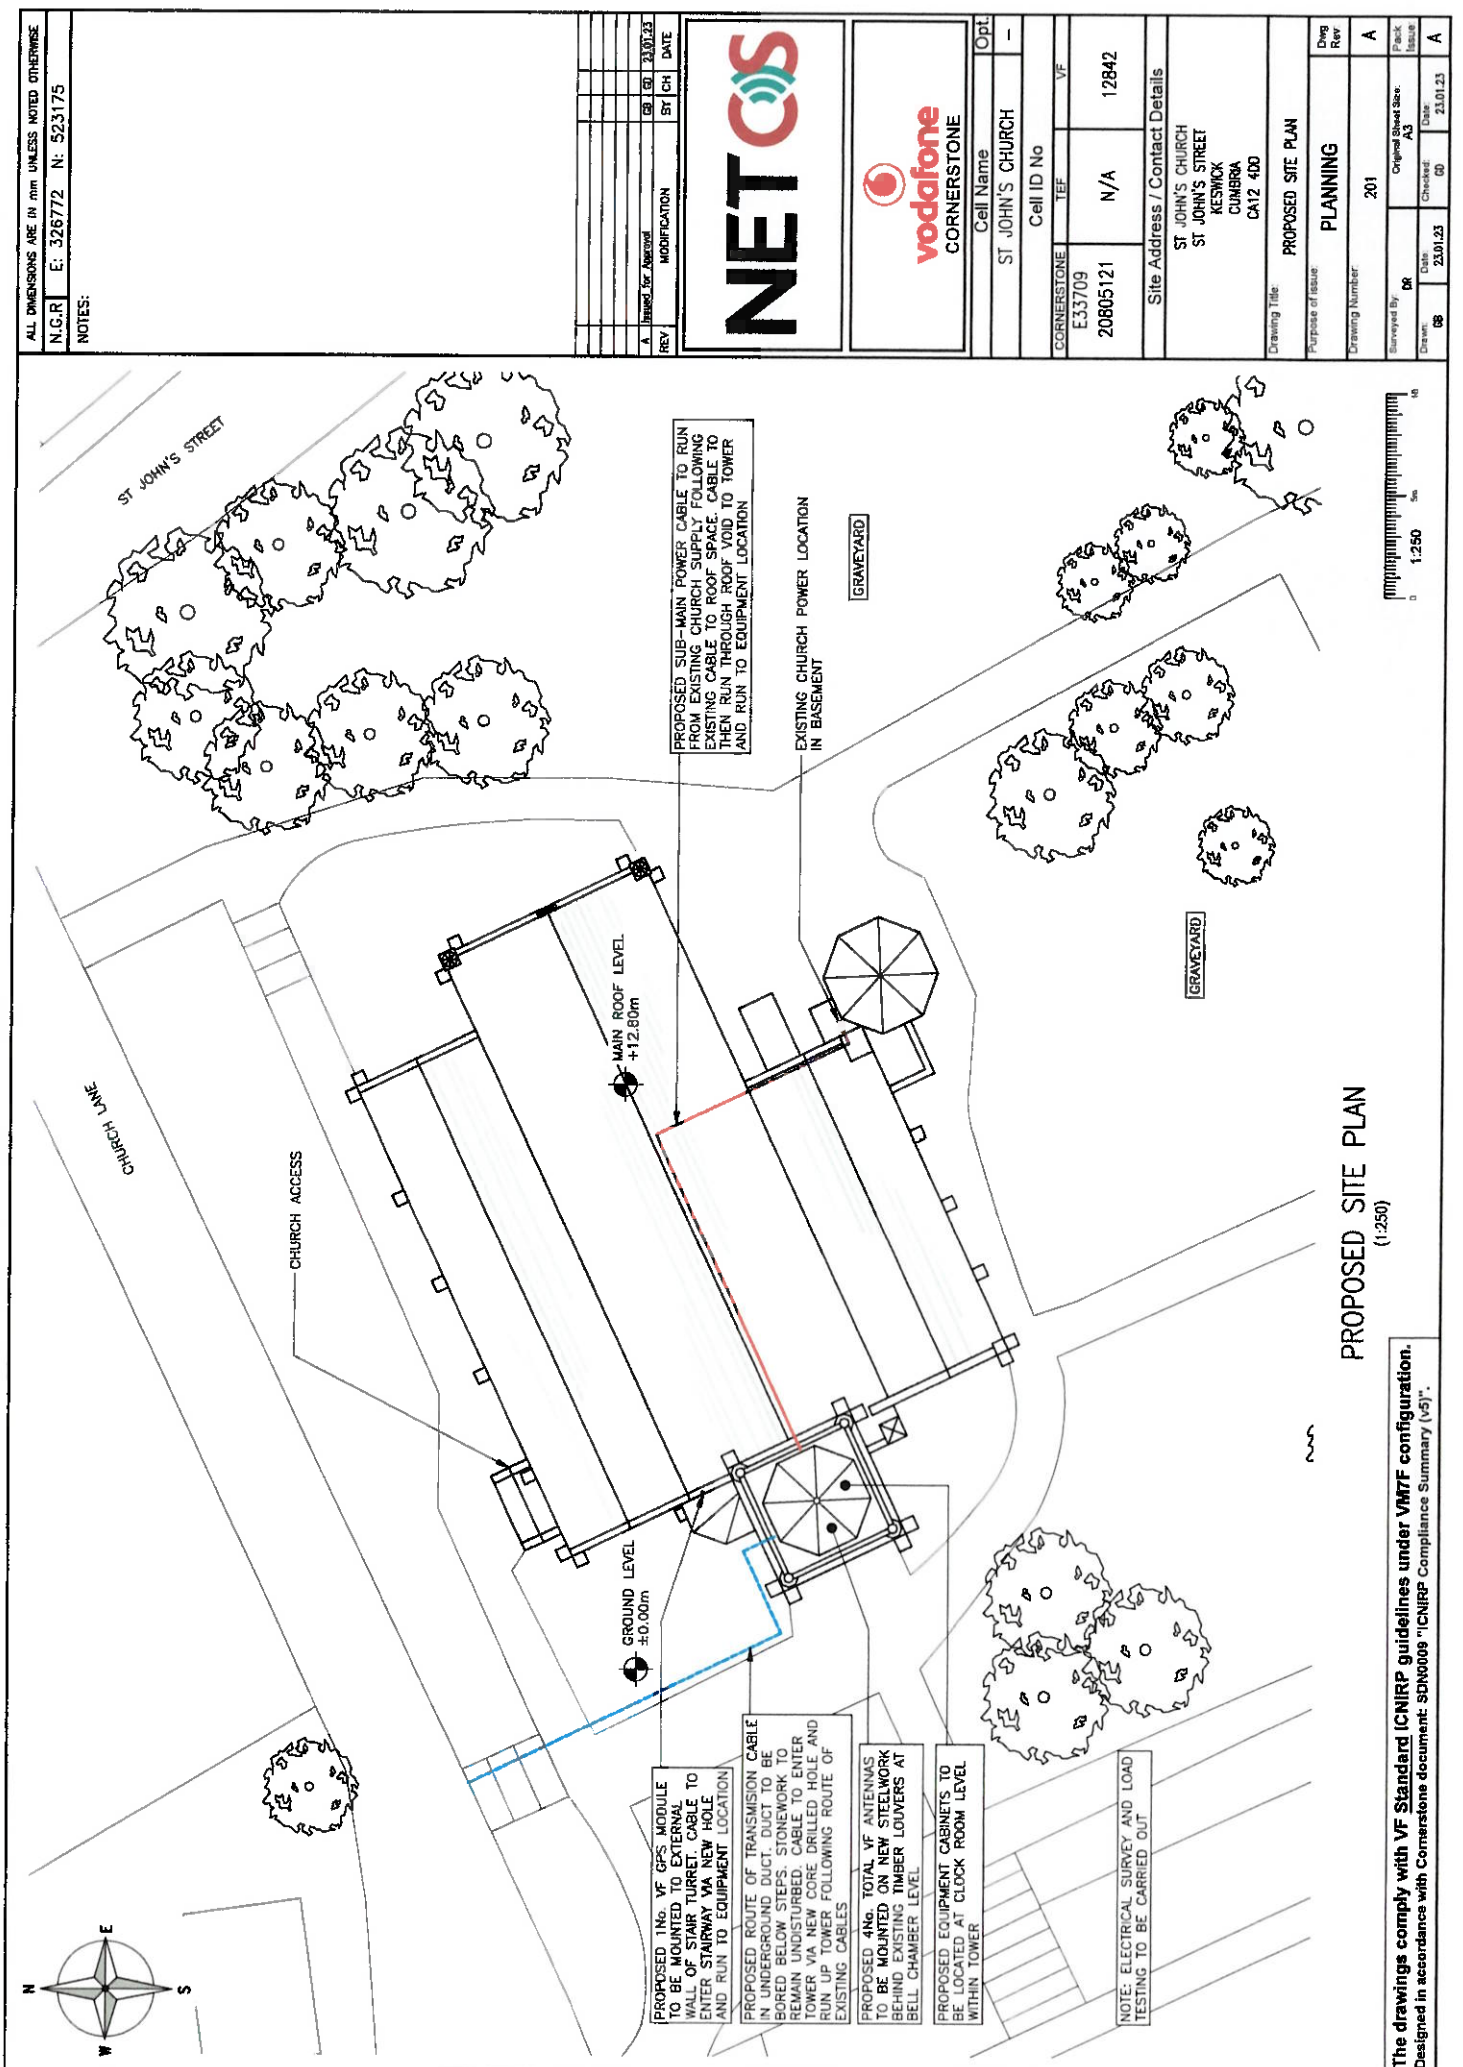 N
E
S
W
CHURCH LANE
ST JOHN'S STREET
CHURCH ACCESS
GROUND LEVEL
±0.00m
MAIN ROOF LEVEL
+12.80m
PROPOSED 1No. VF GPS MODULE
TO BE MOUNTED TO EXTERNAL
WALL OF STAIR TURRET. CABLE TO
ENTER STAIRWAY VIA NEW HOLE
AND RUN TO EQUIPMENT LOCATION
PROPOSED ROUTE OF TRANSMISION CABLE
IN UNDERGROUND DUCT. DUCT TO BE
BORED BELOW STEPS. STONEWORK TO
REMAIN UNDISTURBED. CABLE TO ENTER
TOWER VIA NEW CORE DRILLED HOLE AND
RUN UP TOWER FOLLOWING ROUTE OF
EXISTING CABLES
PROPOSED 4No. TOTAL VF ANTENNAS
TO BE MOUNTED ON NEW STEELWORK
BEHIND EXISTING TIMBER LOUVERS AT
BELL CHAMBER LEVEL
PROPOSED EQUIPMENT CABINETS TO
BE LOCATED AT CLOCK ROOM LEVEL
WITHIN TOWER
NOTE: ELECTRICAL SURVEY AND LOAD
TESTING TO BE CARRIED OUT
PROPOSED SUB-MAIN POWER CABLE TO RUN
FROM EXISTING CHURCH SUPPLY FOLLOWING
EXISTING CABLE TO ROOF SPACE. CABLE TO
THEN RUN THROUGH ROOF VOID TO TOWER
AND RUN TO EQUIPMENT LOCATION
EXISTING CHURCH POWER LOCATION
IN BASEMENT
GRAVEYARD
GRAVEYARD
PROPOSED SITE PLAN
(1:250)
0 5m
1:250
The drawings comply with VF Standard ICNIRP guidelines under VM7F configuration.
Designed in accordance with Cornerstone document: SDN0009 "ICNIRP Compliance Summary (v5)".
ALL DIMENSIONS ARE IN mm UNLESS NOTED OTHERWISE
N.G.R E: 326772 N: 523175
NOTES:
A Issued for Approval GB GD 23.01.23
REV MODIFICATION BY CH DATE
NET COS
vodafone
CORNERSTONE
Cell Name Opt.
ST JOHN'S CHURCH –
Cell ID No
CORNERSTONE TEF VF
E33709
20805121 N/A 12842
Site Address / Contact Details
ST JOHN'S CHURCH
ST JOHN'S STREET
KESWICK
CUMBRIA
CA12 4DD
Drawing Title:
PROPOSED SITE PLAN
Purpose of issue: Dwg
Rev:
PLANNING
Drawing Number:
201 A
Surveyed By: DR Original Sheet Size: A3 Pack
Issue:
Drawn: GB Date: 23.01.23 Checked: GD Date: 23.01.23 A